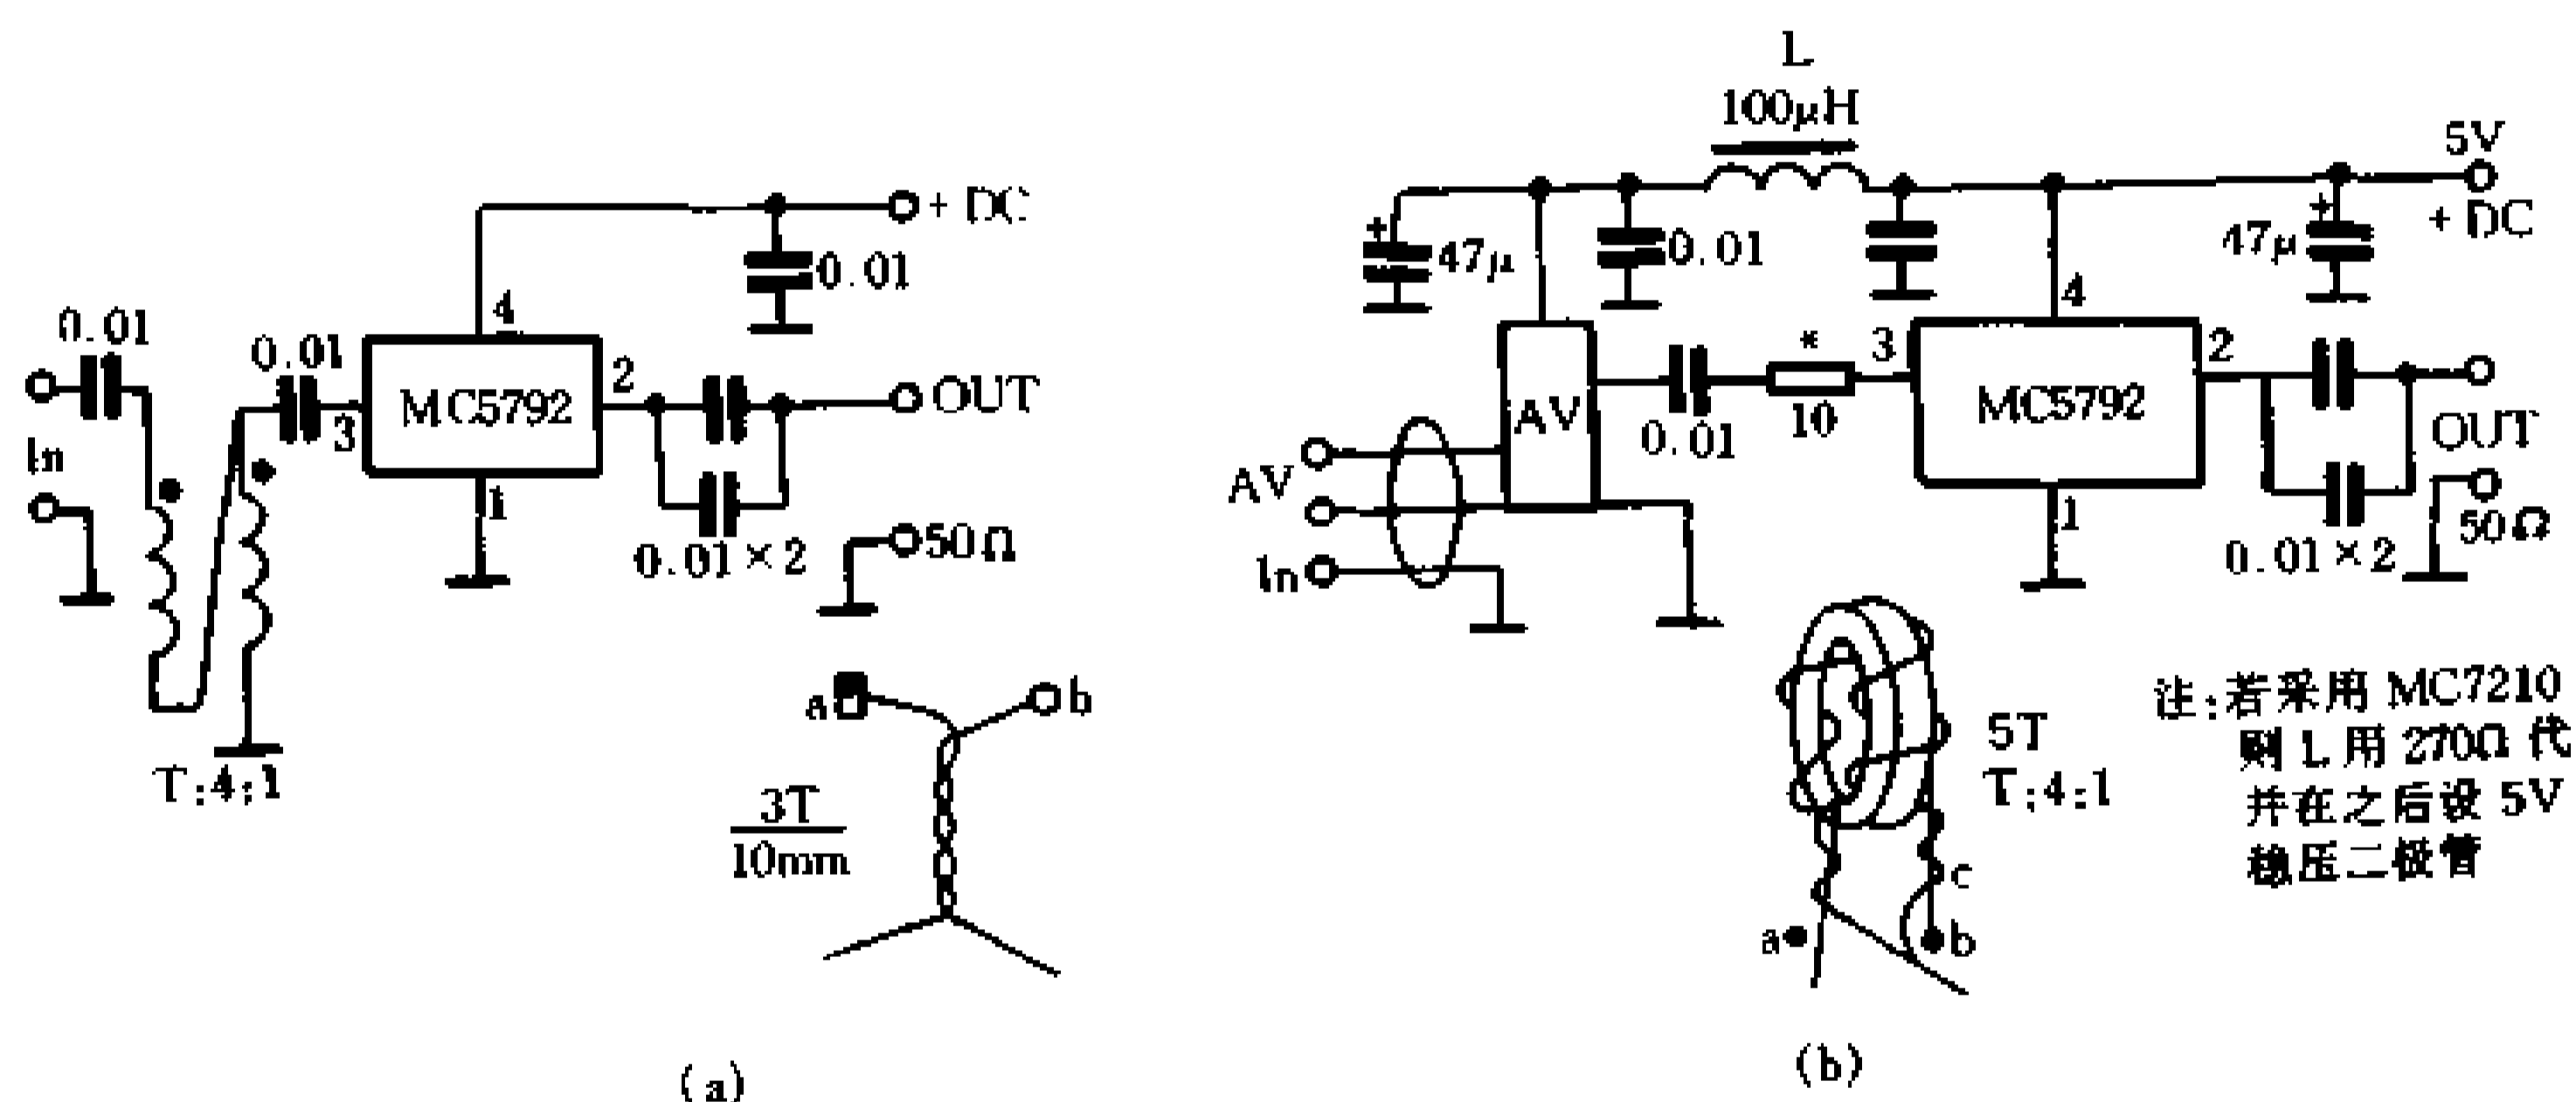 + DC
0.01
4
0.01
0.01
In
3
MC5792
2
OUT
1
0.01×2
50Ω
T:4:1
a
b
3T
10mm
(a)
L
100μH
5V
+ DC
47μ
0.01
47μ
4
AV
AV
In
0.01
*
10
3
MC5792
2
OUT
50Ω
1
0.01×2
5T
T:4:1
c
a
b
注:若采用 MC7210
则 L 用 270Ω 代
并在之后设 5V
稳压二极管
(b)